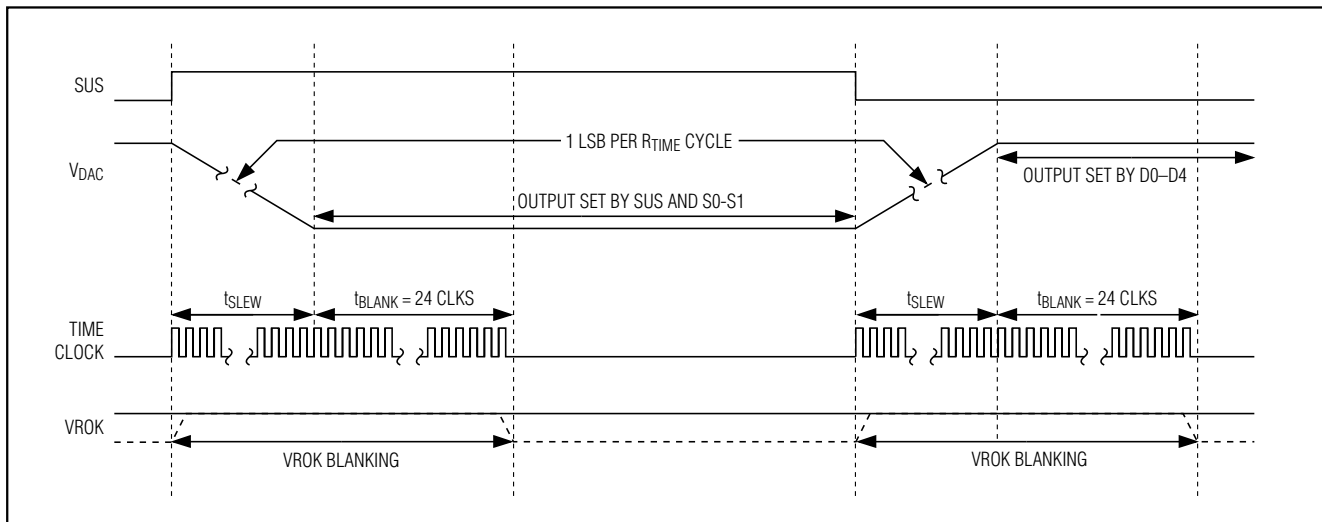 SUS
1 LSB PER RTIME CYCLE
VDAC
OUTPUT SET BY D0–D4
OUTPUT SET BY SUS AND S0-S1
tSLEW
tBLANK = 24 CLKS
tSLEW
tBLANK = 24 CLKS
TIME
CLOCK
VROK
VROK BLANKING
VROK BLANKING